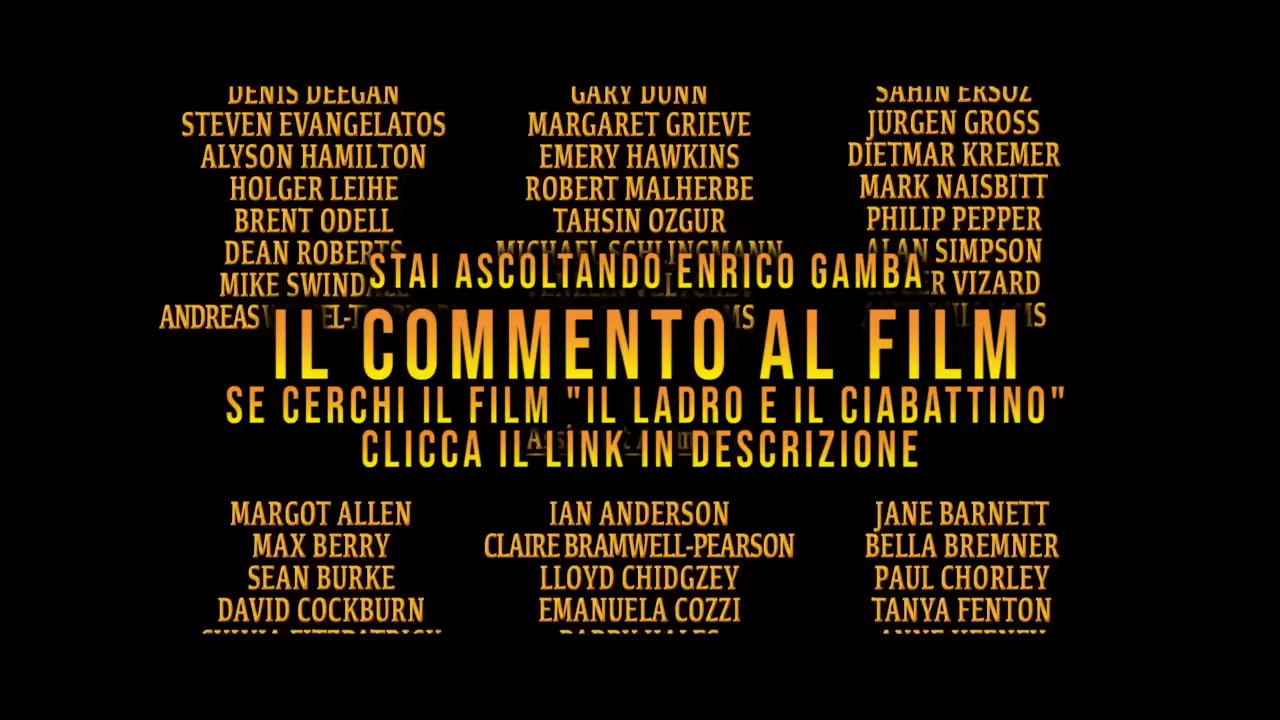 DENIS DEEGAN GARY DUNN SAHIN ERSOZ
STEVEN EVANGELATOS MARGARET GRIEVE JURGEN GROSS
ALYSON HAMILTON EMERY HAWKINS DIETMAR KREMER
HOLGER LEIHE ROBERT MALHERBE MARK NAISBITT
BRENT ODELL TAHSIN OZGUR PHILIP PEPPER
DEAN ROBERTS MICHAEL SCHLINGMANN ALAN SIMPSON
MIKE SWINDALL VIZARD
ANDREAS
STAI ASCOLTANDO ENRICO GAMBA
IL COMMENTO AL FILM
SE CERCHI IL FILM "IL LADRO E IL CIABATTINO"
CLICCA IL LINK IN DESCRIZIONE
MARGOT ALLEN IAN ANDERSON JANE BARNETT
MAX BERRY CLAIRE BRAMWELL-PEARSON BELLA BREMNER
SEAN BURKE LLOYD CHIDGZEY PAUL CHORLEY
DAVID COCKBURN EMANUELA COZZI TANYA FENTON